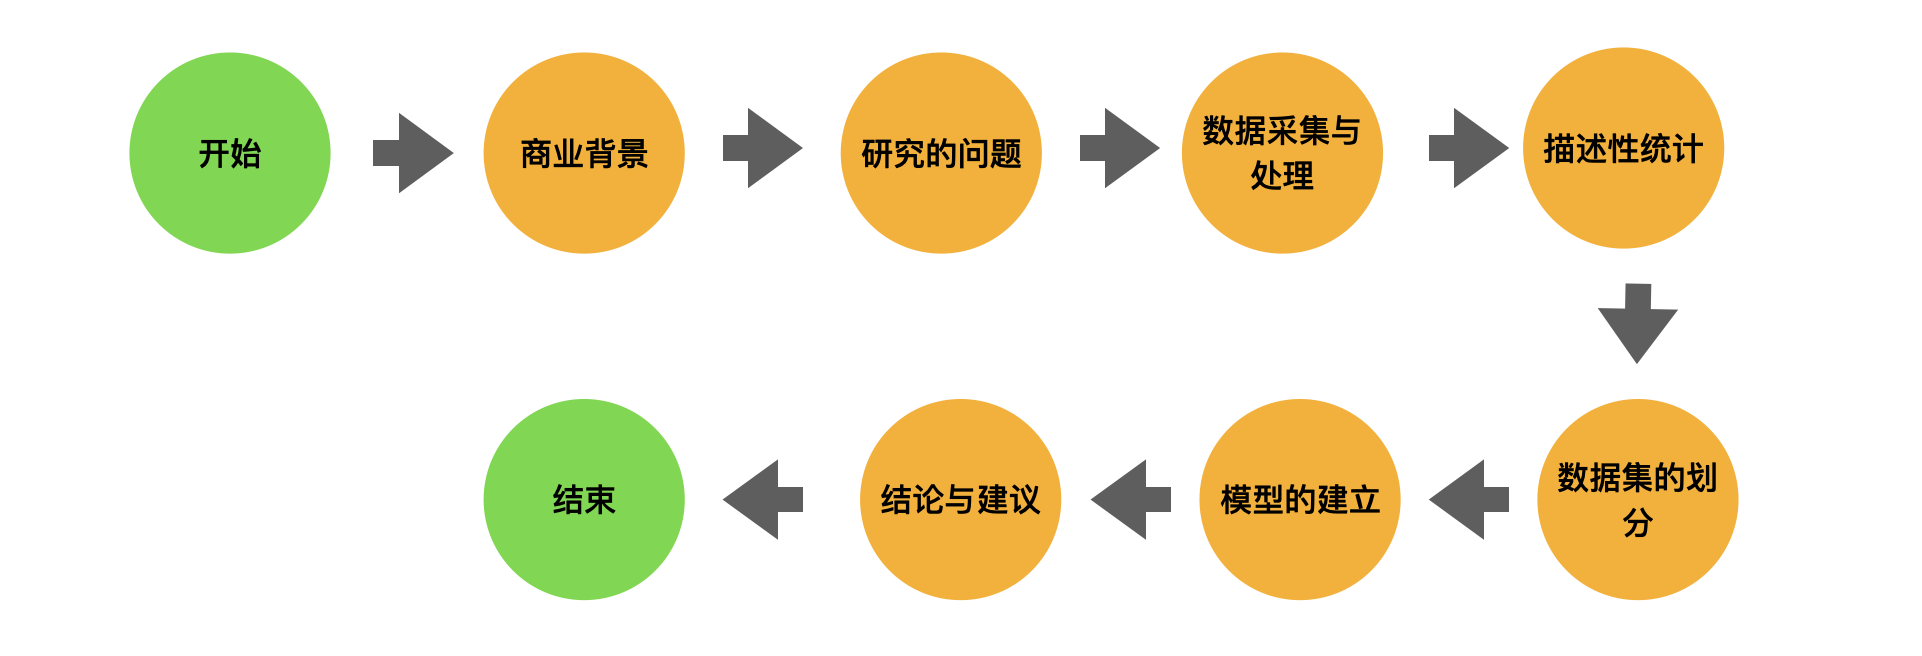 开始
商业背景
研究的问题
数据采集与
处理
描述性统计
数据集的划
分
模型的建立
结论与建议
结束